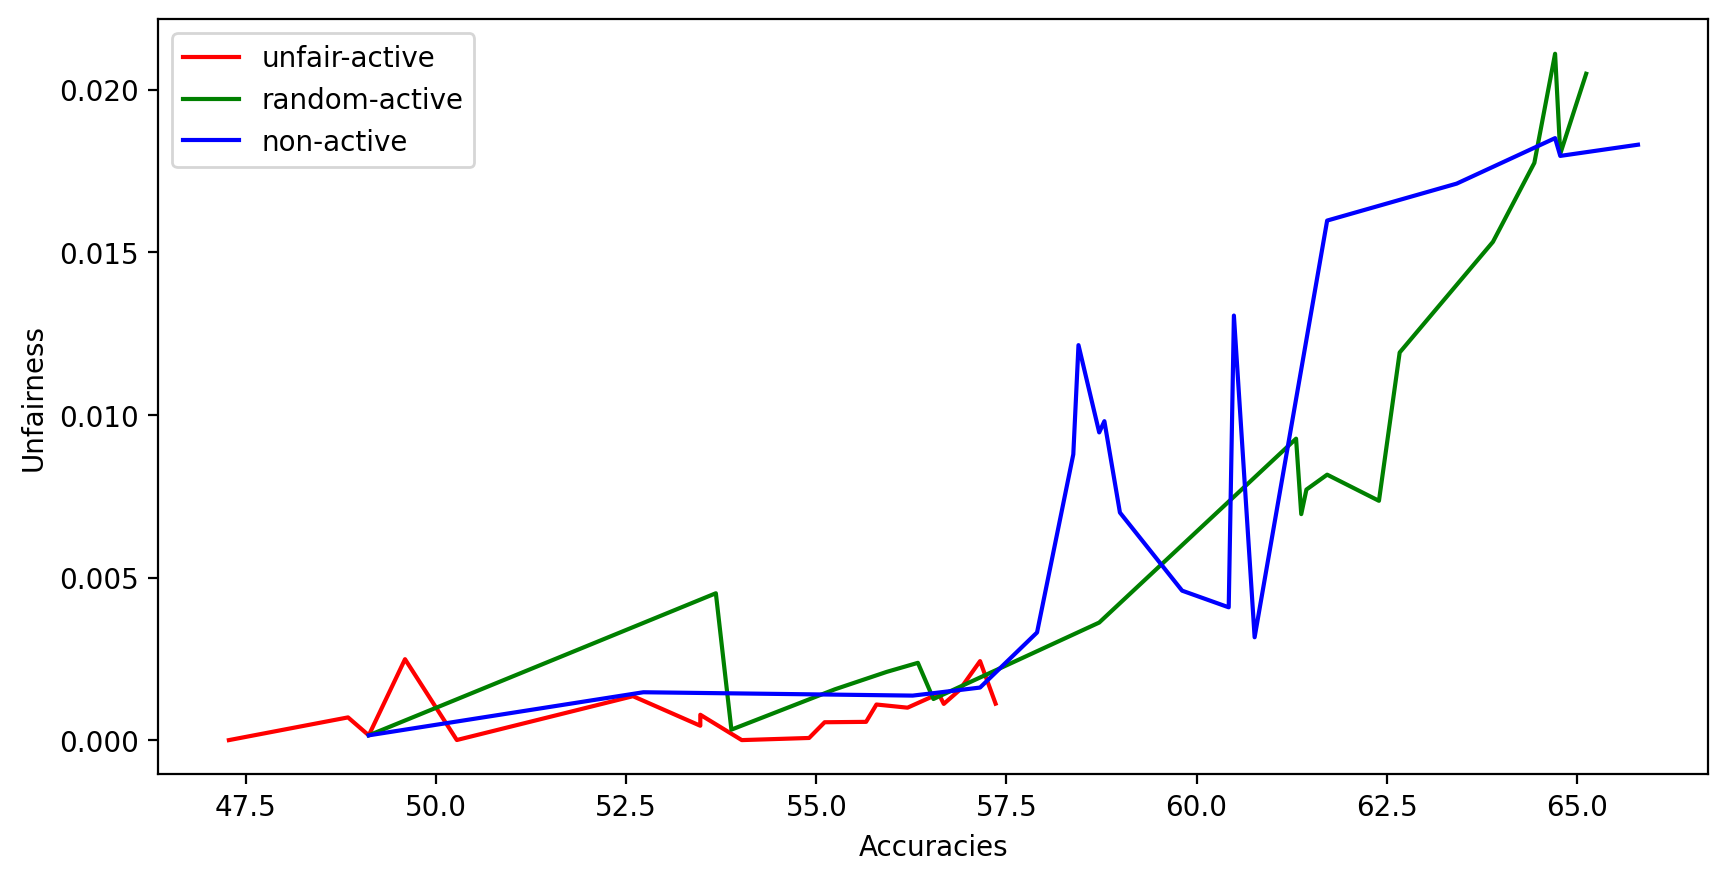 unfair-active
random-active
non-active
0.020
0.015
0.010
0.005
0.000
Unfairness
47.5 50.0 52.5 55.0 57.5 60.0 62.5 65.0
Accuracies